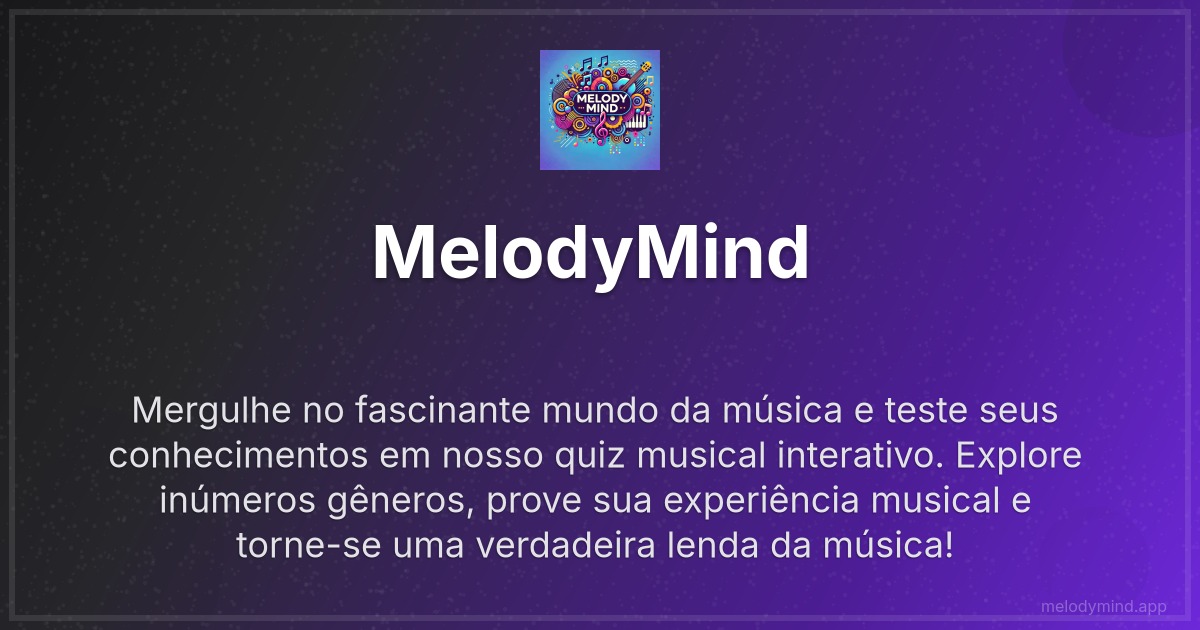 MELODY
MIND
MelodyMind
Mergulhe no fascinante mundo da música e teste seus
conhecimentos em nosso quiz musical interativo. Explore
inúmeros gêneros, prove sua experiência musical e
torne-se uma verdadeira lenda da música!
melodymind.app